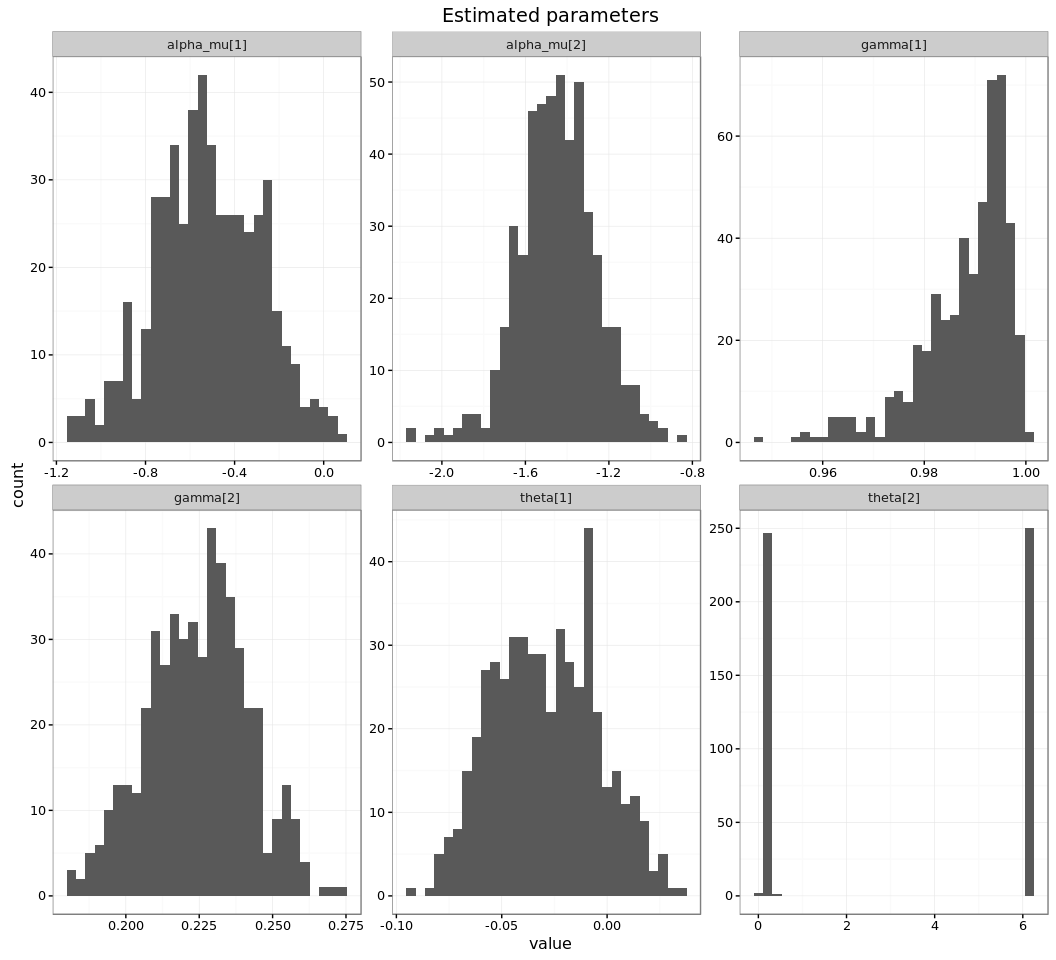 Estimated parameters
alpha_mu[1] alpha_mu[2] gamma[1]
40 30 20 10 0
50 40 30 20 10 0
60 40 20 0
-1.2 -0.8 -0.4 0.0
-2.0 -1.6 -1.2 -0.8
0.96 0.98 1.00
count
gamma[2] theta[1] theta[2]
40 30 20 10 0
40 30 20 10 0
250 200 150 100 50 0
0.200 0.225 0.250 0.275
-0.10 -0.05 0.00
0 2 4 6
value